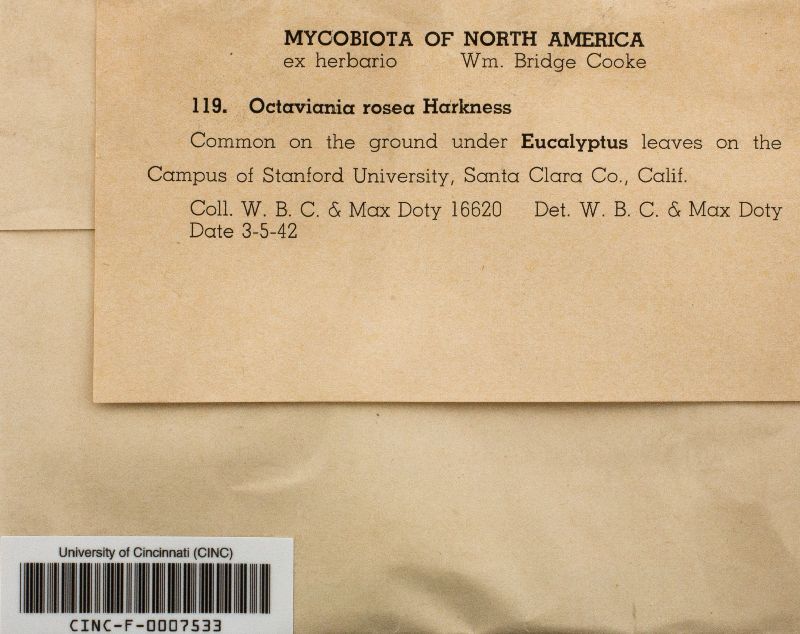 MYCOBIOTA OF NORTH AMERICA
ex herbario Wm. Bridge Cooke
119. Octaviania rosea Harkness
Common on the ground under Eucalyptus leaves on the
Campus of Stanford University, Santa Clara Co., Calif.
Coll. W. B. C. & Max Doty 16620 Det. W. B. C. & Max Doty
Date 3-5-42
University of Cincinnati (CINC)
CINC-F-0007533